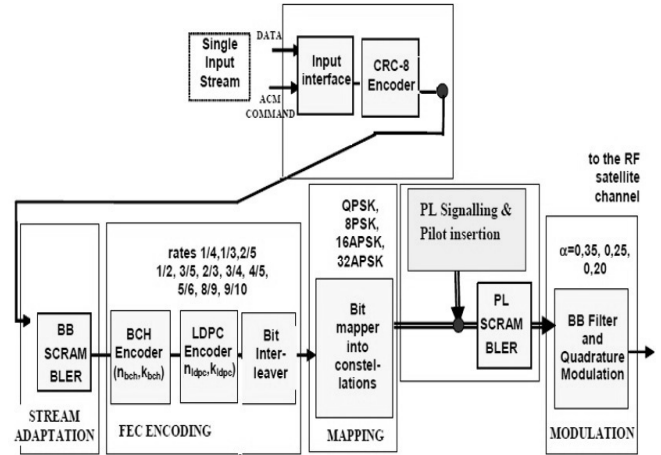 Single
Input
Stream
DATA
ACM
COMMAND
Input
interface
CRC-8
Encoder
to the RF
satellite
channel
QPSK,
8PSK,
16APSK,
32APSK
PL Signalling &
Pilot insertion
rates 1/4,1/3,2/5
1/2, 3/5, 2/3, 3/4, 4/5,
5/6, 8/9, 9/10
α=0,35, 0,25,
0,20
BB
SCRAM
BLER
BCH
Encoder
(nbch,kbch)
LDPC
Encoder
nldpc,kldpc)
Bit
Inter-
leaver
Bit
mapper
into
constel-
lations
PL
SCRAM
BLER
BB Filter
and
Quadrature
Modulation
STREAM
ADAPTATION
FEC ENCODING
MAPPING
MODULATION